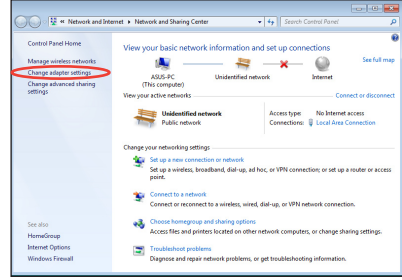 « Network and Internet ▸ Network and Sharing Center
Search Control Panel
Control Panel Home
Manage wireless networks
Change adapter settings
Change advanced sharing
settings
See also
HomeGroup
Internet Options
Windows Firewall
View your basic network information and set up connections
See full map
ASUS-PC
(This computer)
Unidentified network
Internet
View your active networks
Connect or disconnect
Unidentified network
Public network
Access type: No Internet access
Connections: Local Area Connection
Change your networking settings
Set up a new connection or network
Set up a wireless, broadband, dial-up, ad hoc, or VPN connection; or set up a router or access
point.
Connect to a network
Connect or reconnect to a wireless, wired, dial-up, or VPN network connection.
Choose homegroup and sharing options
Access files and printers located on other network computers, or change sharing settings.
Troubleshoot problems
Diagnose and repair network problems, or get troubleshooting information.